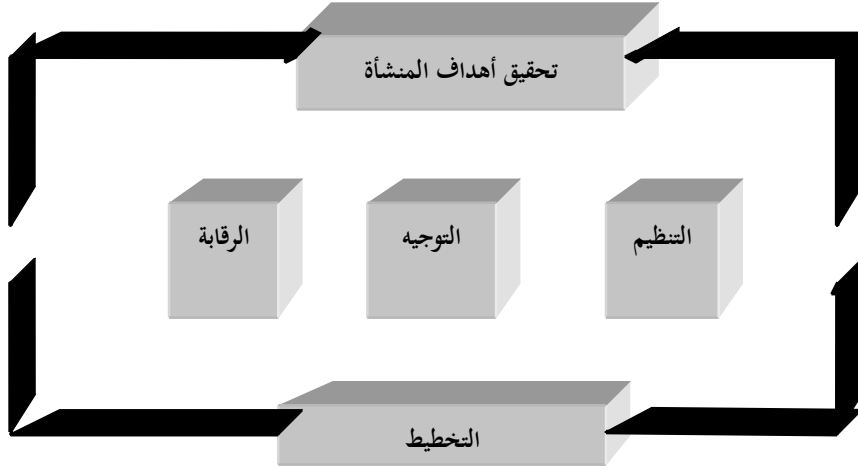 تحقيق أهداف المنشأة
التنظيم
التوجيه
الرقابة
التخطيط